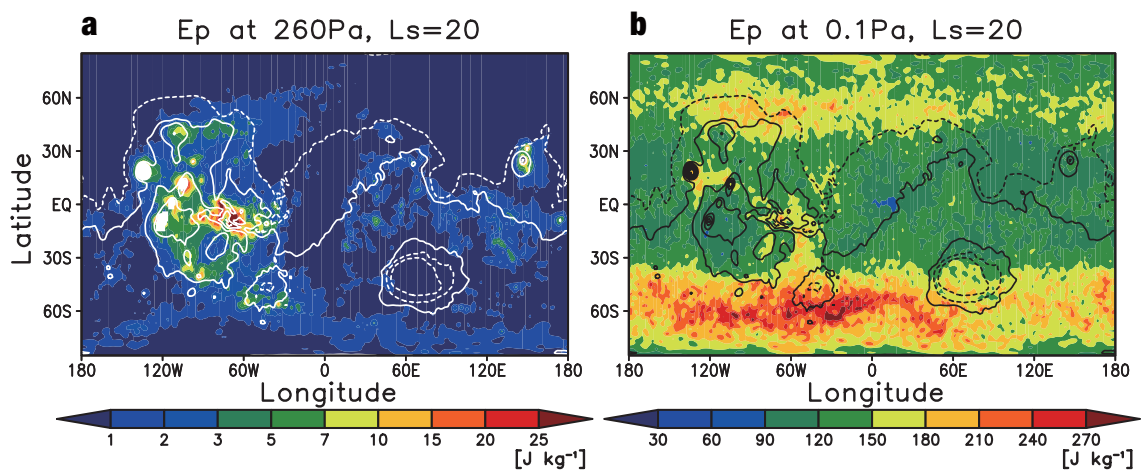 a Ep at 260Pa, Ls=20
Latitude
60N
30N
EQ
30S
60S
180 120W 60W 0 60E 120E 180
Longitude
1 2 3 5 7 10 15 20 25
[J kg⁻¹]
b Ep at 0.1Pa, Ls=20
60N
30N
EQ
30S
60S
180 120W 60W 0 60E 120E 180
Longitude
30 60 90 120 150 180 210 240 270
[J kg⁻¹]